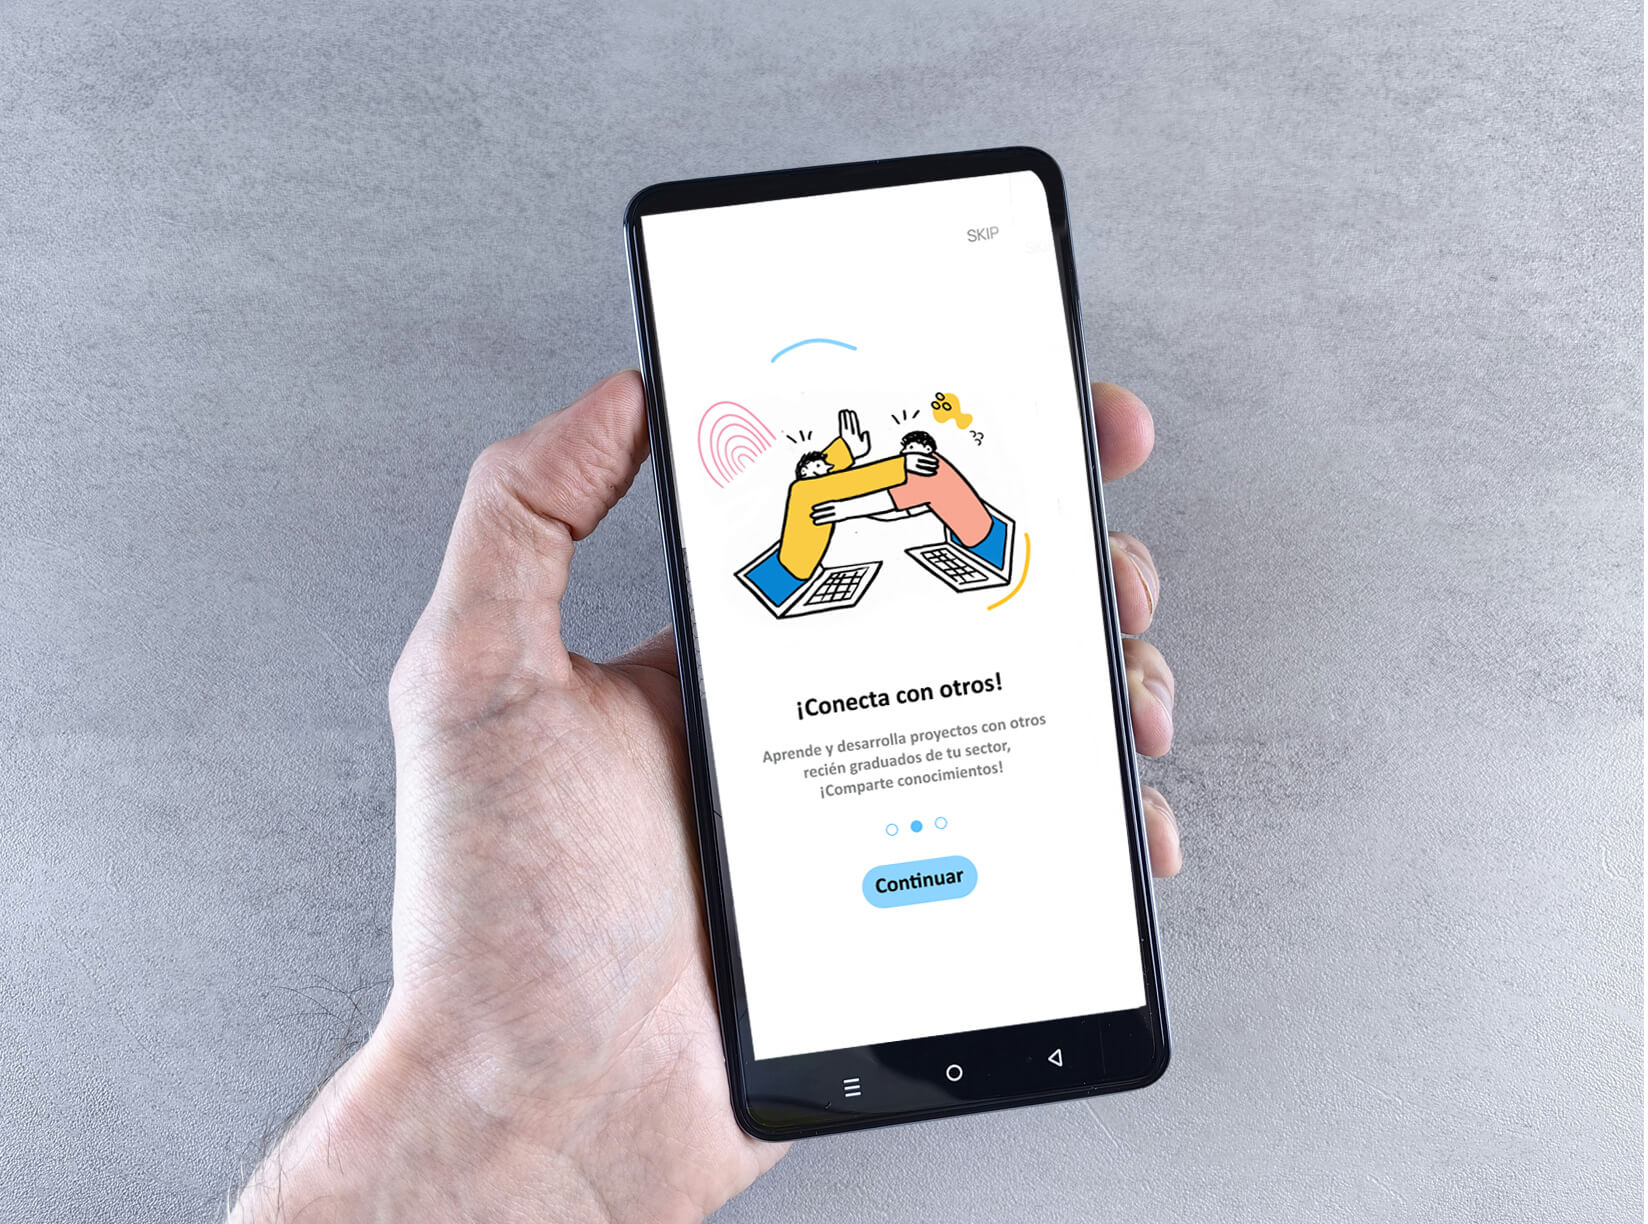 SKIP
¡Conecta con otros!
Aprende y desarrolla proyectos con otros
recién graduados de tu sector,
¡Comparte conocimientos!
Continuar